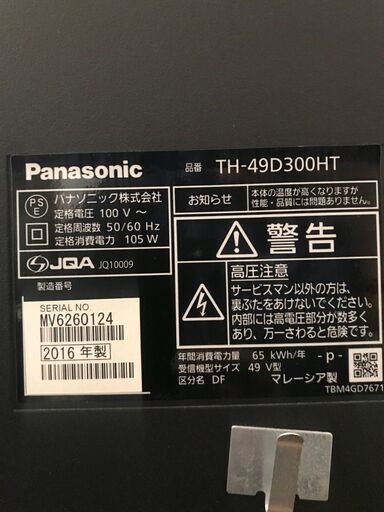 Panasonic
品番 TH-49D300HT
PS
E
パナソニック株式会社
定格電圧 100 V ～
定格周波数 50/60 Hz
定格消費電力 105 W
お知らせ
本体の温度が高くなりますが
性能・品質には問題ありません。
JQA JQ10009
警告
高圧注意
サービスマン以外の方は、
裏ぶたをあけないでください。
内部には高電圧部分が数多く
あり、万一さわると危険です。
製造番号
SERIAL NO.
MV6260124
2016 年製
年間消費電力量 65 kWh/年
-p-
受信機型サイズ 49 V型
区分名 DF
マレーシア製
TBM4GD7671